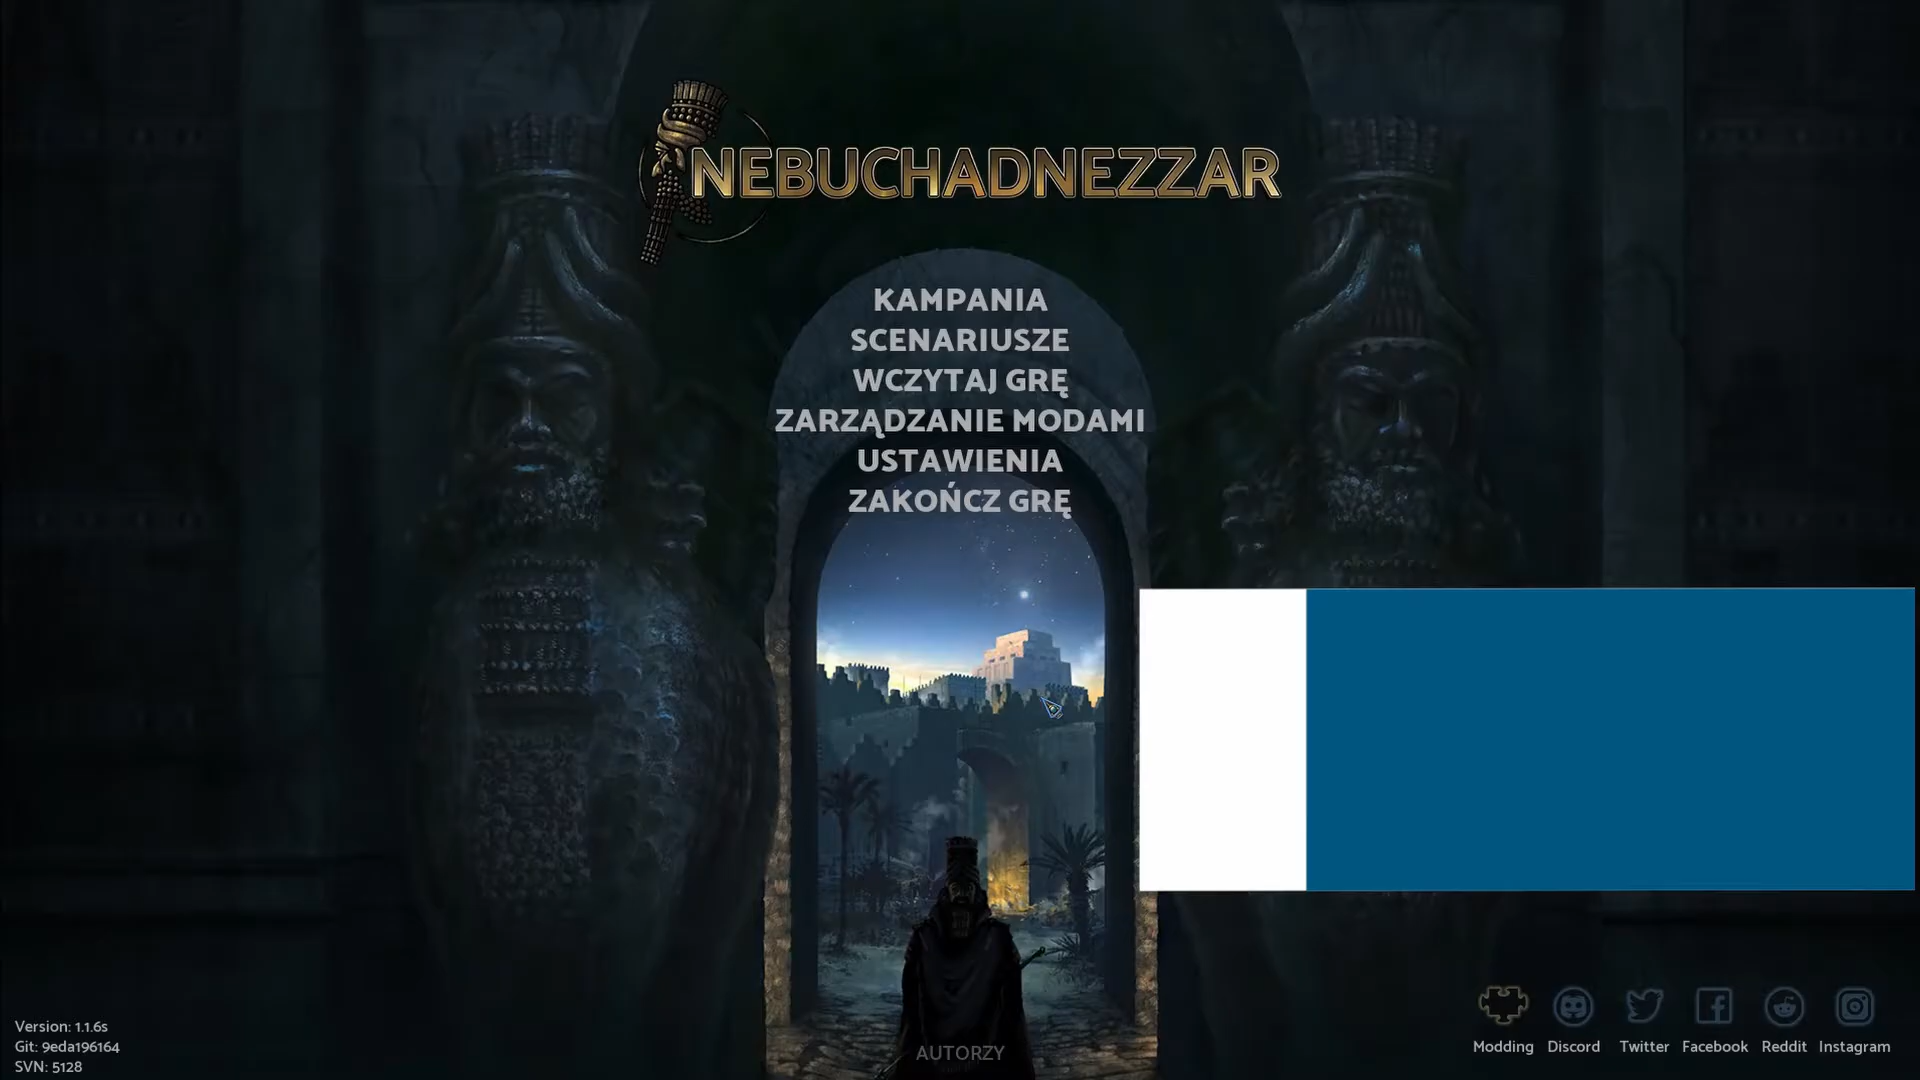 NEBUCHADNEZZAR
KAMPANIA
SCENARIUSZE
WCZYTAJ GRĘ
ZARZĄDZANIE MODAMI
USTAWIENIA
ZAKOŃCZ GRĘ
AUTORZY
Version: 1.1.6s
Git: 9eda196164
SVN: 5128
Modding Discord Twitter Facebook Reddit Instagram